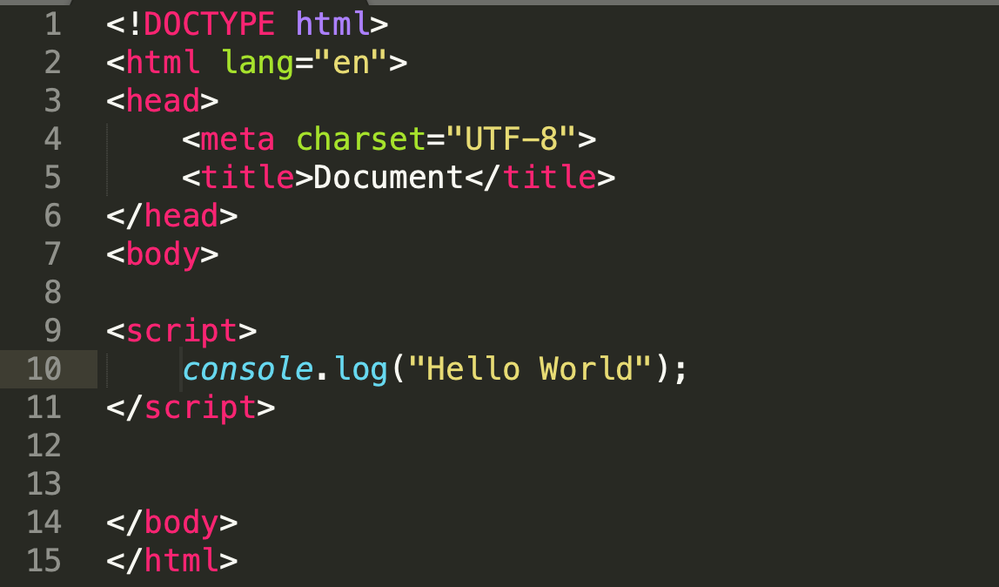 1 <!DOCTYPE html>
2 <html lang="en">
3 <head>
4     <meta charset="UTF-8">
5     <title>Document</title>
6 </head>
7 <body>
8
9 <script>
10     console.log("Hello World");
11 </script>
12
13
14 </body>
15 </html>